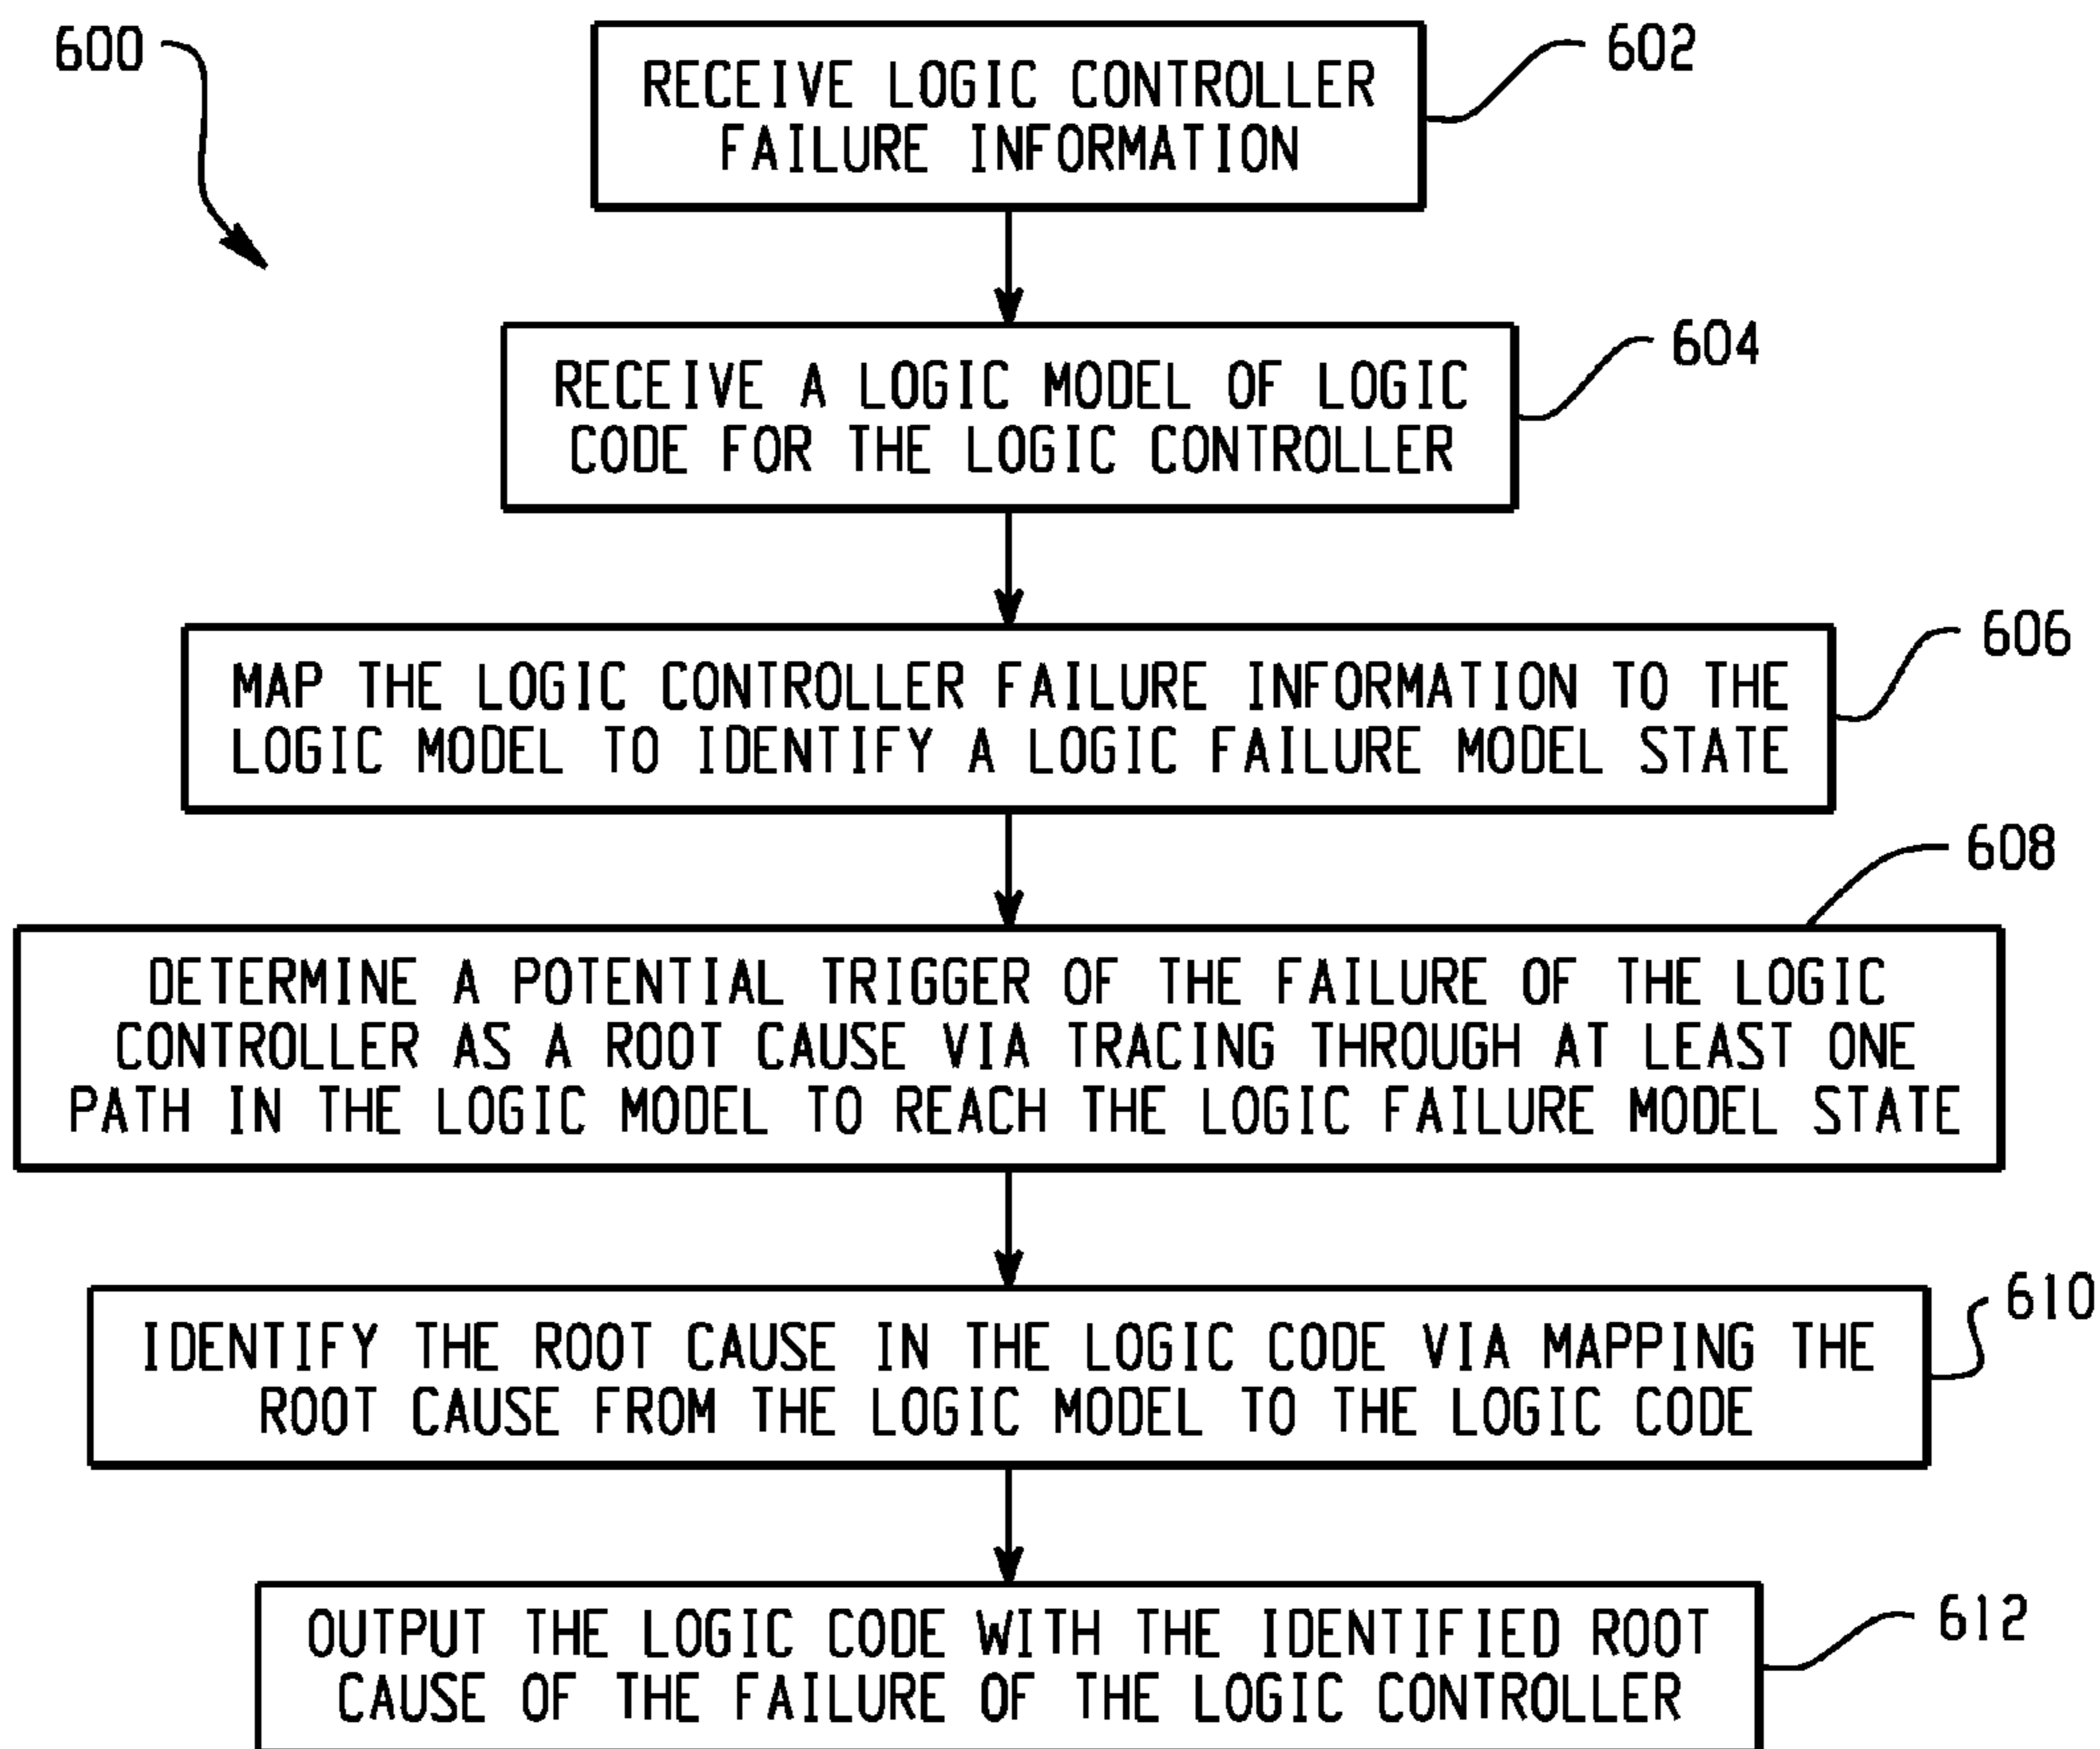 600
RECEIVE LOGIC CONTROLLER
FAILURE INFORMATION
602
RECEIVE A LOGIC MODEL OF LOGIC
CODE FOR THE LOGIC CONTROLLER
604
MAP THE LOGIC CONTROLLER FAILURE INFORMATION TO THE
LOGIC MODEL TO IDENTIFY A LOGIC FAILURE MODEL STATE
606
DETERMINE A POTENTIAL TRIGGER OF THE FAILURE OF THE LOGIC
CONTROLLER AS A ROOT CAUSE VIA TRACING THROUGH AT LEAST ONE
PATH IN THE LOGIC MODEL TO REACH THE LOGIC FAILURE MODEL STATE
608
IDENTIFY THE ROOT CAUSE IN THE LOGIC CODE VIA MAPPING THE
ROOT CAUSE FROM THE LOGIC MODEL TO THE LOGIC CODE
610
OUTPUT THE LOGIC CODE WITH THE IDENTIFIED ROOT
CAUSE OF THE FAILURE OF THE LOGIC CONTROLLER
612